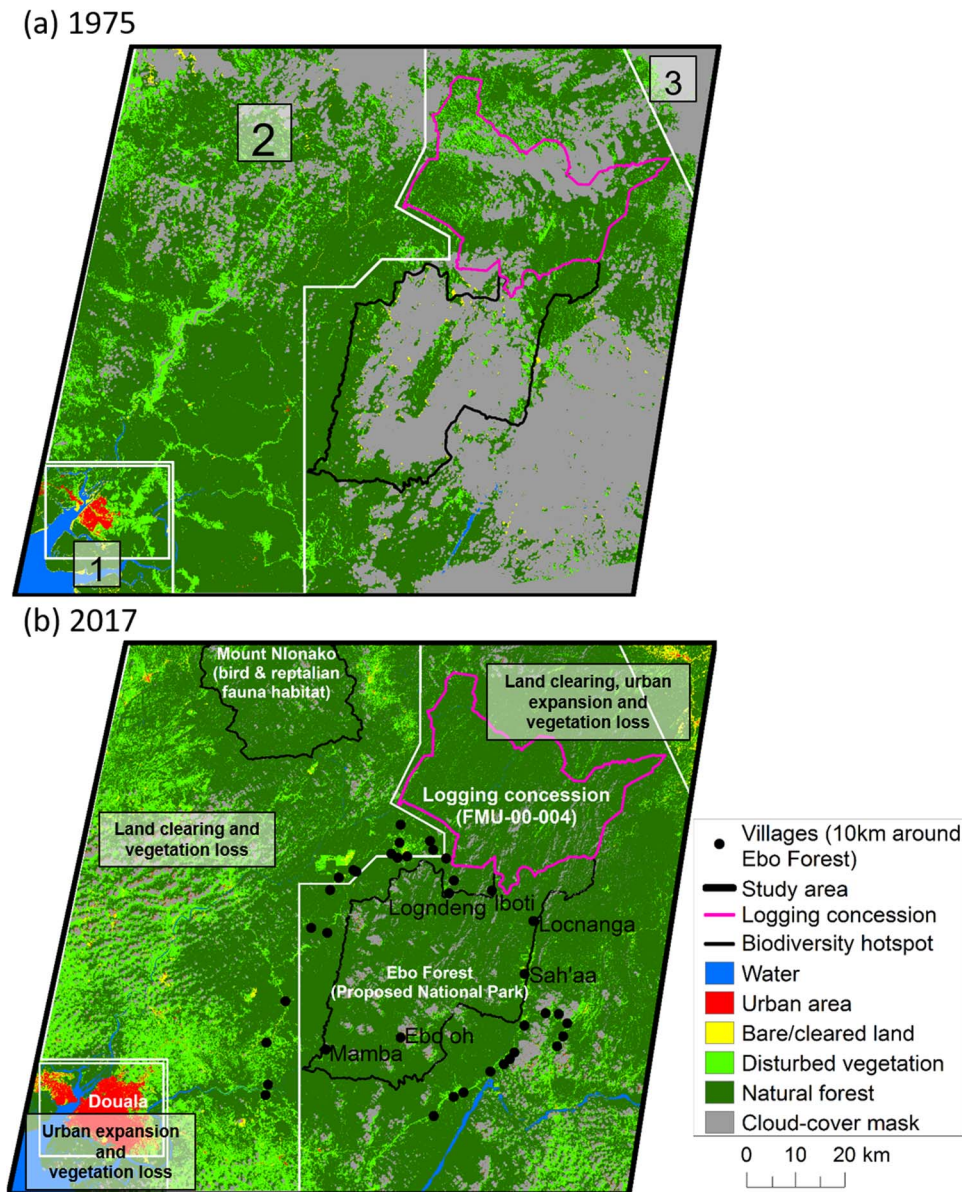 (a) 1975
3
2
1
(b) 2017
Mount Nlonako
(bird & reptalian
fauna habitat)
Land clearing, urban
expansion and
vegetation loss
Logging concession
(FMU-00-004)
Land clearing and
vegetation loss
Logndeng
Iboti
Locnanga
Ebo Forest
(Proposed National Park)
Sah'aa
Ebo oh
Mamba
Douala
Urban expansion
and
vegetation loss
Villages (10km around
Ebo Forest)
Study area
Logging concession
Biodiversity hotspot
Water
Urban area
Bare/cleared land
Disturbed vegetation
Natural forest
Cloud-cover mask
0 10 20 km